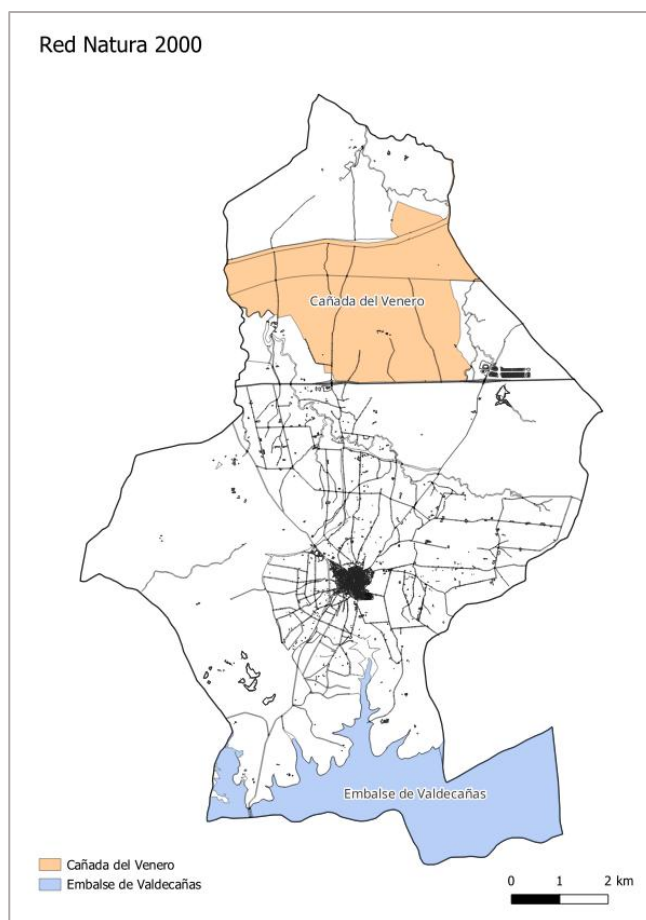 Red Natura 2000
Cañada del Venero
Embalse de Valdecañas
Cañada del Venero
Embalse de Valdecañas
0 1 2 km